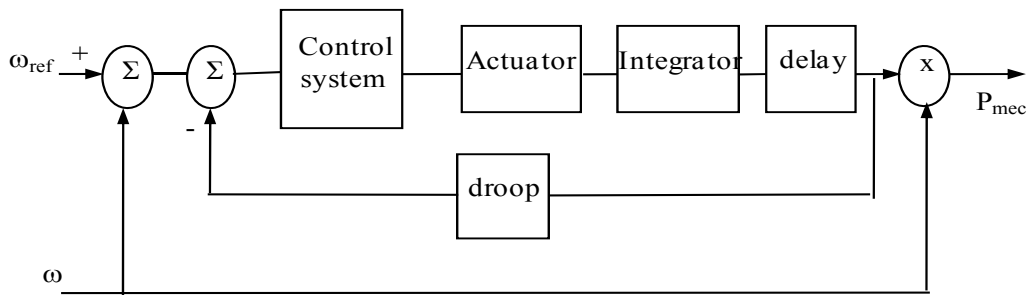 ω_ref
+
Σ
Σ
Control
system
Actuator
Integrator
delay
x
P_mec
-
droop
ω